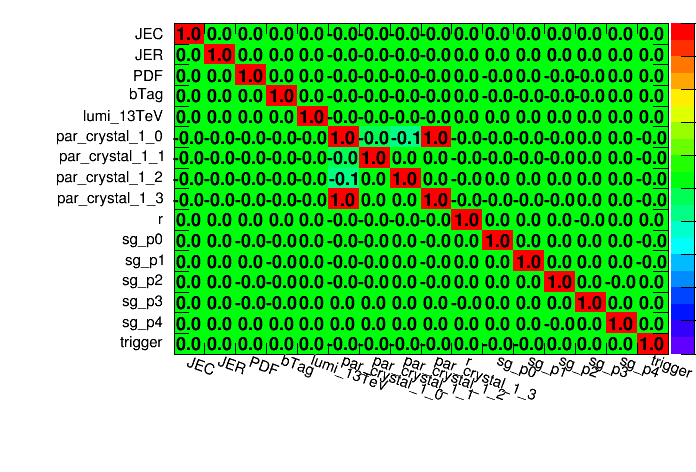 JEC 1.0 0.0 0.0 0.0 0.0 -0.0 -0.0 -0.0 -0.0 0.0 0.0 0.0 0.0 0.0 0.0 0.0
JER 0.0 1.0 0.0 0.0 0.0 -0.0 -0.0 -0.0 -0.0 0.0 0.0 0.0 0.0 -0.0 0.0 0.0
PDF 0.0 0.0 1.0 0.0 0.0 -0.0 -0.0 -0.0 -0.0 0.0 -0.0 0.0 -0.0 -0.0 0.0 0.0
bTag 0.0 0.0 0.0 1.0 0.0 -0.0 -0.0 -0.0 -0.0 0.0 -0.0 -0.0 -0.0 -0.0 -0.0 0.0
lumi_13TeV 0.0 0.0 0.0 0.0 1.0 -0.0 -0.0 -0.0 -0.0 0.0 0.0 0.0 0.0 0.0 0.0 0.0
par_crystal_1_0 -0.0 -0.0 -0.0 -0.0 -0.0 1.0 -0.0 -0.1 1.0 -0.0 -0.0 -0.0 -0.0 0.0 -0.0 -0.0
par_crystal_1_1 -0.0 -0.0 -0.0 -0.0 -0.0 -0.0 1.0 0.0 0.0 -0.0 -0.0 -0.0 -0.0 0.0 0.0 -0.0
par_crystal_1_2 -0.0 -0.0 -0.0 -0.0 -0.0 -0.1 0.0 1.0 0.0 -0.0 -0.0 -0.0 -0.0 0.0 0.0 -0.0
par_crystal_1_3 -0.0 -0.0 -0.0 -0.0 -0.0 1.0 0.0 0.0 1.0 -0.0 -0.0 -0.0 -0.0 0.0 0.0 -0.0
r 0.0 0.0 0.0 0.0 0.0 -0.0 -0.0 -0.0 -0.0 1.0 0.0 0.0 0.0 -0.0 0.0 0.0
sg_p0 0.0 0.0 -0.0 -0.0 0.0 -0.0 -0.0 -0.0 -0.0 0.0 1.0 0.0 0.0 0.0 0.0 -0.0
sg_p1 0.0 0.0 0.0 -0.0 0.0 -0.0 -0.0 -0.0 -0.0 0.0 0.0 1.0 0.0 0.0 0.0 -0.0
sg_p2 0.0 0.0 -0.0 -0.0 0.0 -0.0 -0.0 -0.0 -0.0 0.0 0.0 0.0 1.0 0.0 -0.0 0.0
sg_p3 0.0 -0.0 -0.0 -0.0 0.0 0.0 0.0 0.0 0.0 -0.0 0.0 0.0 0.0 1.0 0.0 0.0
sg_p4 0.0 0.0 0.0 -0.0 0.0 -0.0 0.0 0.0 0.0 0.0 0.0 0.0 -0.0 0.0 1.0 0.0
trigger 0.0 0.0 0.0 0.0 0.0 -0.0 -0.0 -0.0 -0.0 0.0 -0.0 -0.0 0.0 0.0 0.0 1.0
JEC JER PDF bTag lumi_13TeV par_crystal_1_0 par_crystal_1_1 par_crystal_1_2 par_crystal_1_3 r sg_p0 sg_p1 sg_p2 sg_p3 sg_p4 trigger